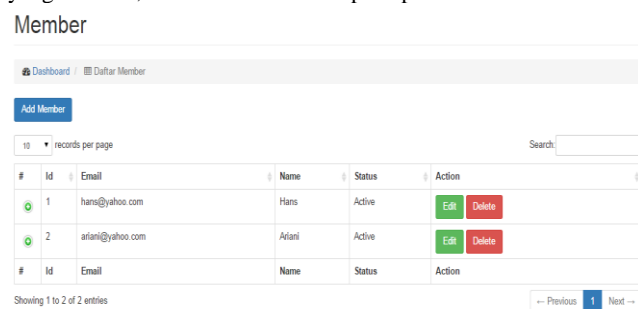 Member
Dashboard / Daftar Member
Add Member
10 records per page Search:
# Id Email Name Status Action
1 hans@yahoo.com Hans Active Edit Delete
2 ariani@yahoo.com Ariani Active Edit Delete
# Id Email Name Status Action
Showing 1 to 2 of 2 entries ← Previous 1 Next →